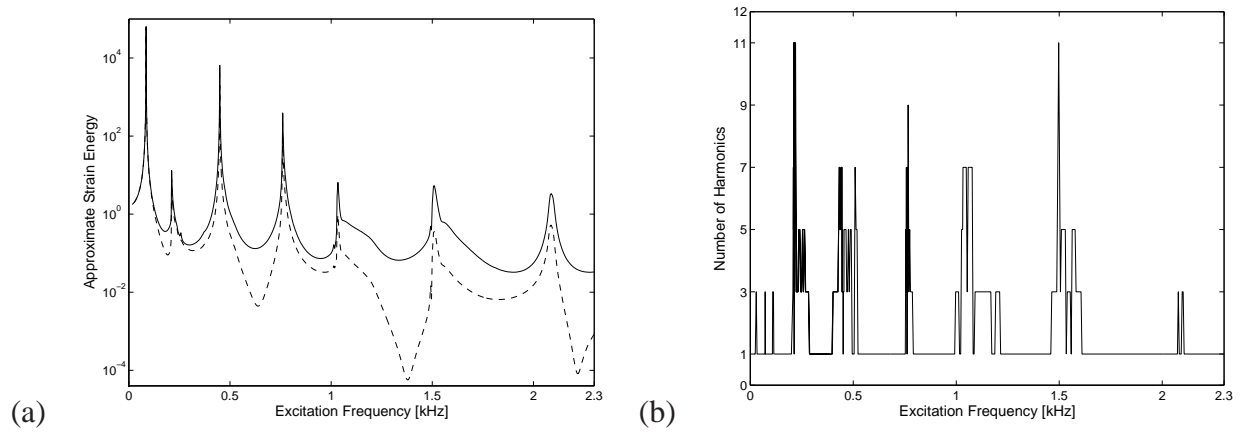 (a)
Approximate Strain Energy
10^4
10^2
10^0
10^−2
10^−4
0 0.5 1 1.5 2 2.3
Excitation Frequency [kHz]
(b)
Number of Harmonics
12
11
9
7
5
3
1
0
0 0.5 1 1.5 2 2.3
Excitation Frequency [kHz]